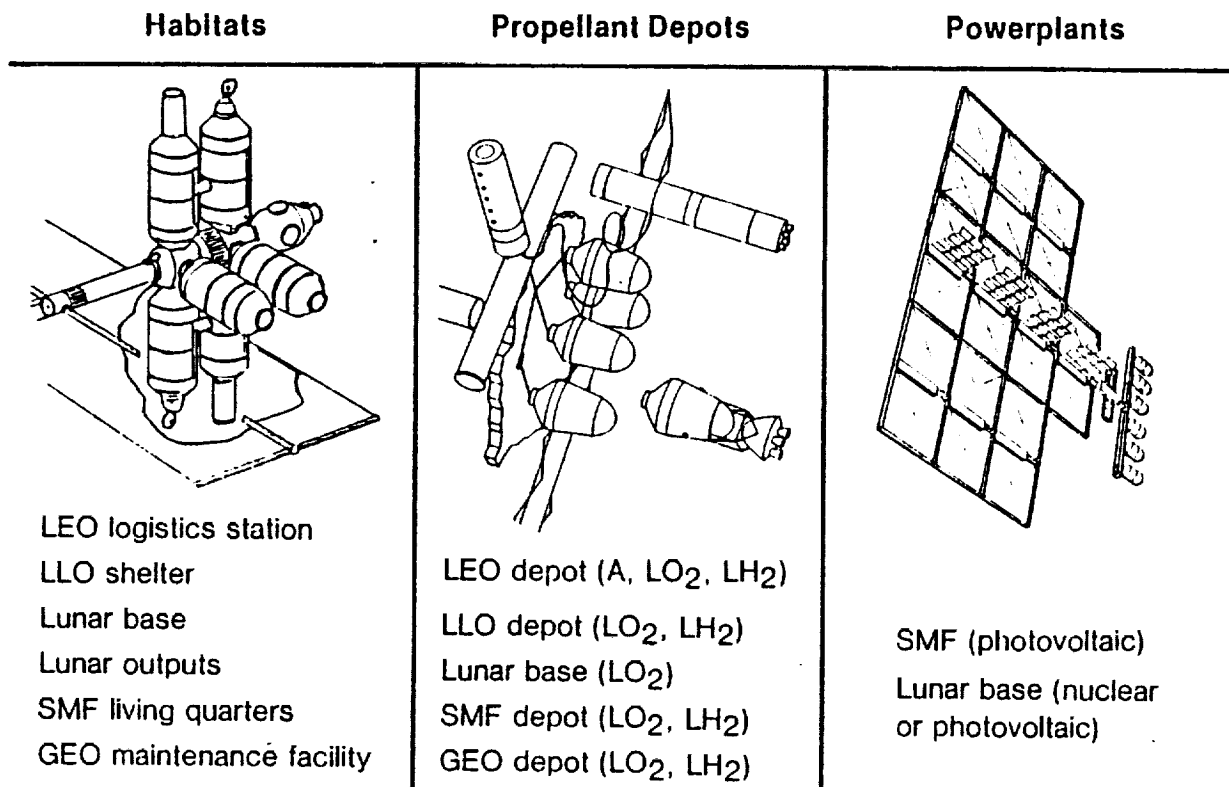 Habitats
Propellant Depots
Powerplants
LEO logistics station
LLO shelter
Lunar base
Lunar outputs
SMF living quarters
GEO maintenance facility
LEO depot (A, LO2, LH2)
LLO depot (LO2, LH2)
Lunar base (LO2)
SMF depot (LO2, LH2)
GEO depot (LO2, LH2)
SMF (photovoltaic)
Lunar base (nuclear
or photovoltaic)